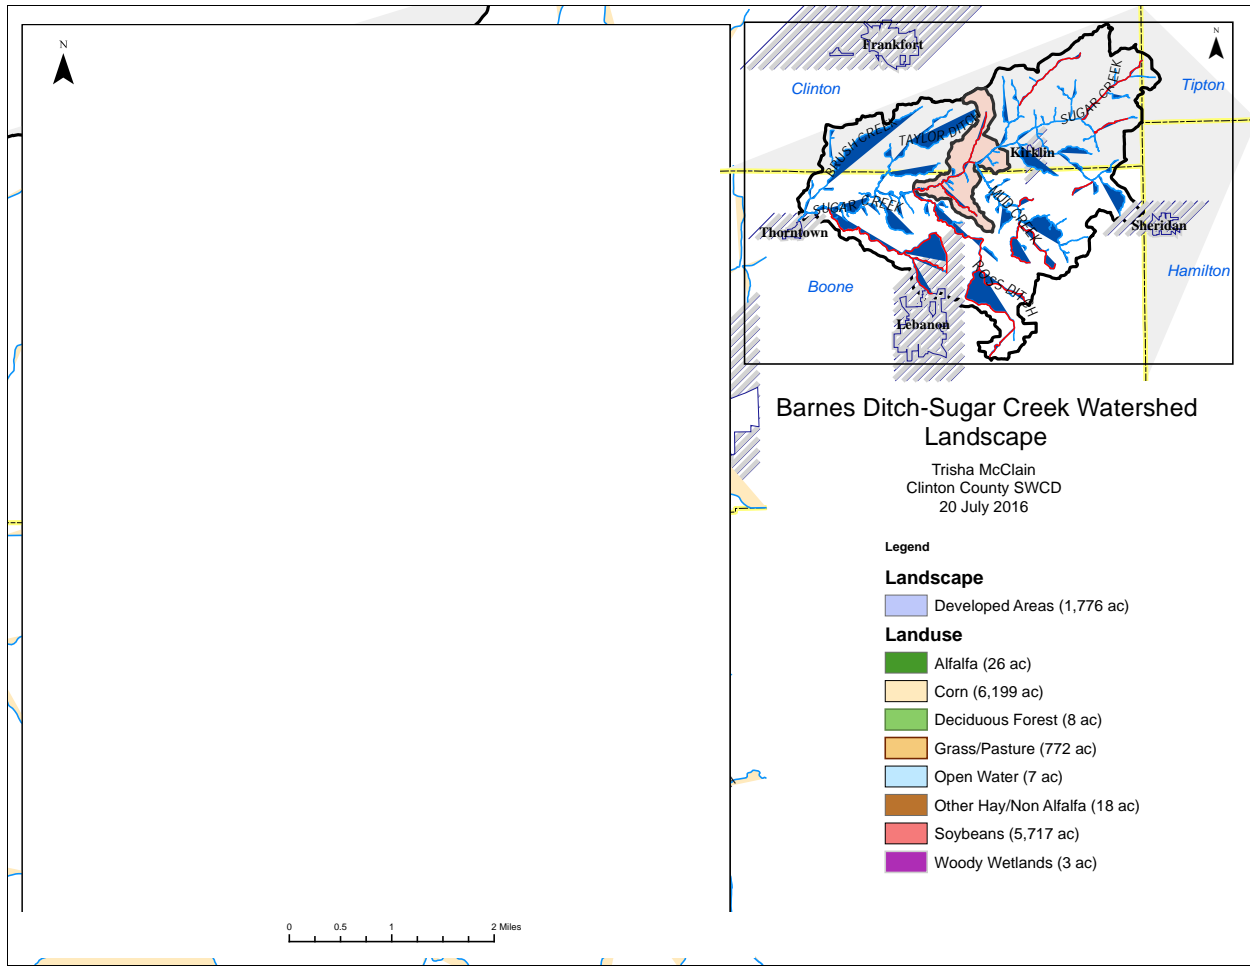 N
N
Frankfort
Clinton
Tipton
SUGAR CREEK
BRUSH CREEK
TAYLOR DITCH
Kirklin
MUD CREEK
SUGAR CREEK
Thorntown
Sheridan
Boone
Hamilton
ROSS DITCH
Lebanon
Barnes Ditch-Sugar Creek Watershed
Landscape
Trisha McClain
Clinton County SWCD
20 July 2016
Legend
Landscape
Developed Areas (1,776 ac)
Landuse
Alfalfa (26 ac)
Corn (6,199 ac)
Deciduous Forest (8 ac)
Grass/Pasture (772 ac)
Open Water (7 ac)
Other Hay/Non Alfalfa (18 ac)
Soybeans (5,717 ac)
Woody Wetlands (3 ac)
0 0.5 1 2 Miles